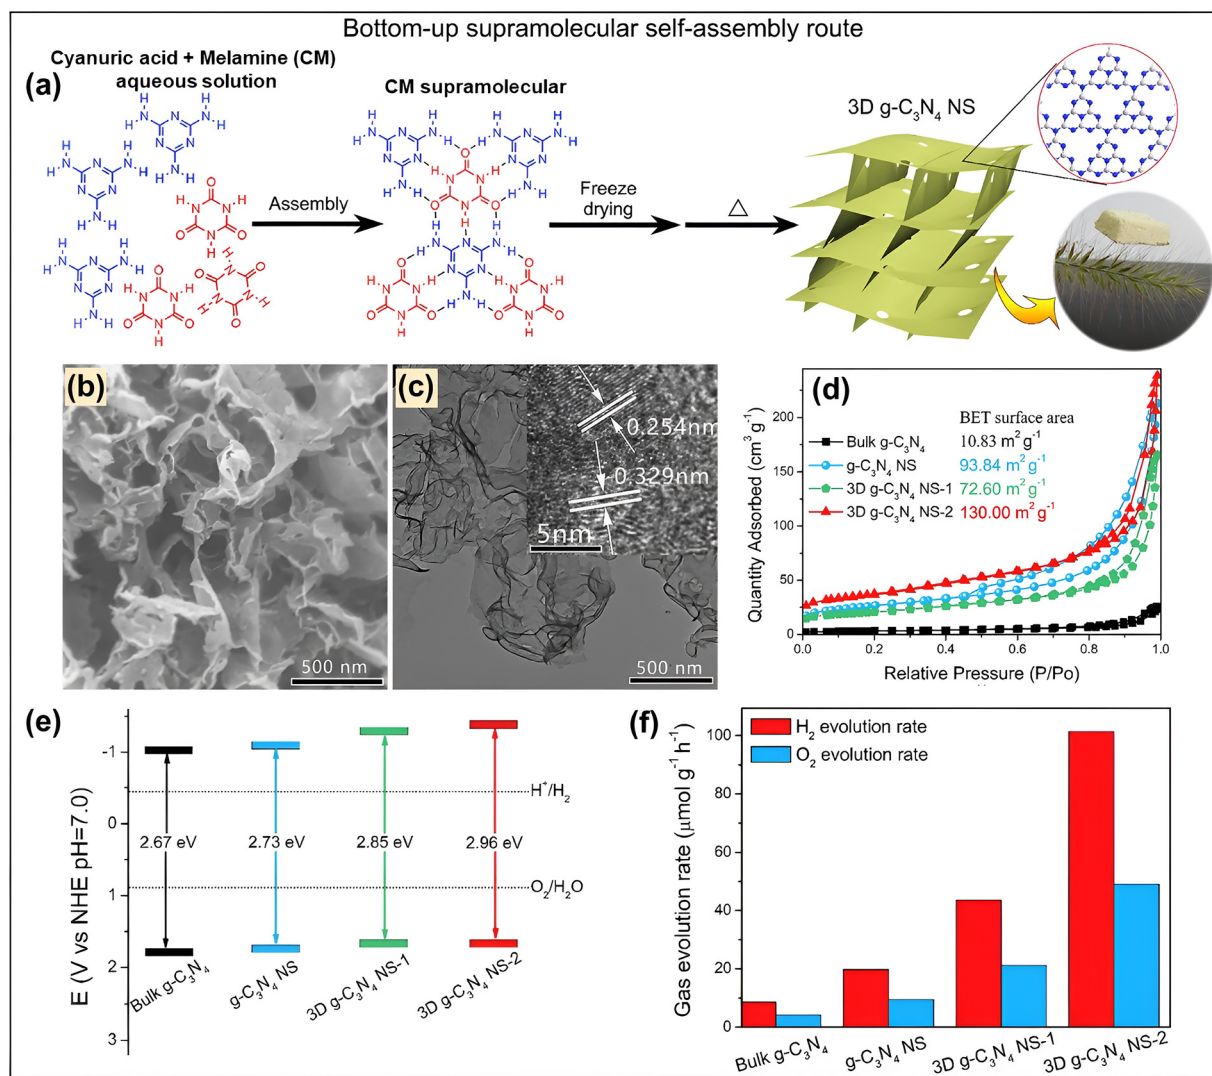 Bottom-up supramolecular self-assembly route
(a)
Cyanuric acid + Melamine (CM)
aqueous solution
Assembly
CM supramolecular
Freeze
drying
△
3D g-C₃N₄ NS
(b)
500 nm
(c)
0.254nm
0.329nm
5nm
500 nm
(d)
BET surface area
Bulk g-C₃N₄ 10.83 m² g⁻¹
g-C₃N₄ NS 93.84 m² g⁻¹
3D g-C₃N₄ NS-1 72.60 m² g⁻¹
3D g-C₃N₄ NS-2 130.00 m² g⁻¹
Quantity Adsorbed (cm³ g⁻¹)
200
150
100
50
0
0.0 0.2 0.4 0.6 0.8 1.0
Relative Pressure (P/Po)
(e)
E (V vs NHE pH=7.0)
-1
0
1
2
3
H⁺/H₂
2.67 eV 2.73 eV 2.85 eV 2.96 eV
O₂/H₂O
Bulk g-C₃N₄
g-C₃N₄ NS
3D g-C₃N₄ NS-1
3D g-C₃N₄ NS-2
(f)
H₂ evolution rate
O₂ evolution rate
Gas evolution rate (μmol g⁻¹ h⁻¹)
100
80
60
40
20
0
Bulk g-C₃N₄
g-C₃N₄ NS
3D g-C₃N₄ NS-1
3D g-C₃N₄ NS-2